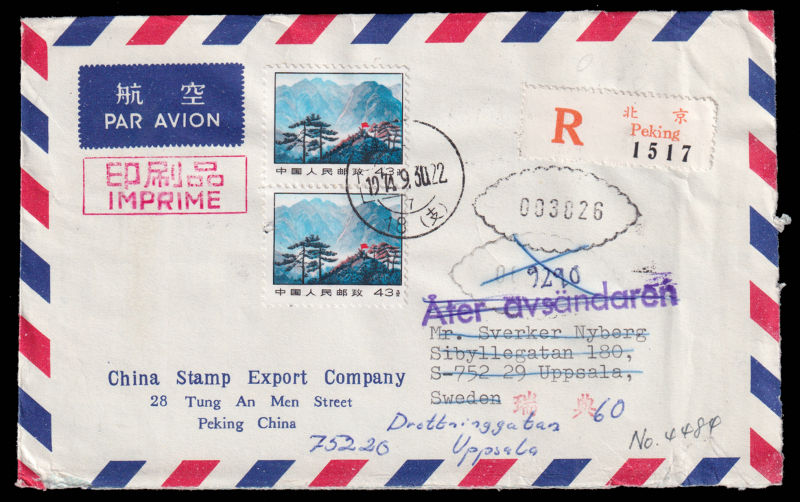 航 空
PAR AVION
印刷品
IMPRIME
43分
中国人民邮政
43分
中国人民邮政
R
北 京
Peking
1517
(支)
003026
Åter avsändaren
Mr. Sverker Nyberg
Sibyllegatan 180,
S-752 29 Uppsala,
Sweden 瑞 典
China Stamp Export Company
28 Tung An Men Street
Peking China
Drottninggatan 60
75220 Uppsala
No. 4484